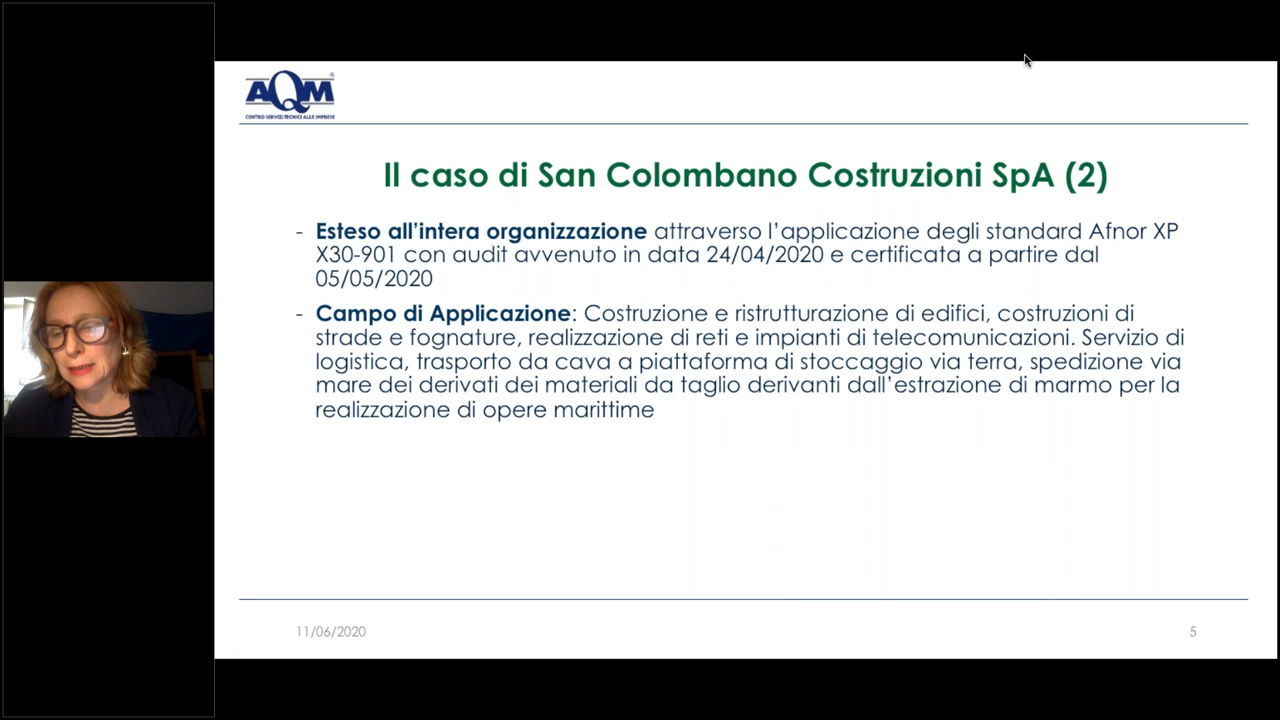 AQM
CENTRO SERVIZI TECNICI ALLE IMPRESE
Il caso di San Colombano Costruzioni SpA (2)
- Esteso all’intera organizzazione attraverso l’applicazione degli standard Afnor XP
X30-901 con audit avvenuto in data 24/04/2020 e certificata a partire dal
05/05/2020
- Campo di Applicazione: Costruzione e ristrutturazione di edifici, costruzioni di
strade e fognature, realizzazione di reti e impianti di telecomunicazioni. Servizio di
logistica, trasporto da cava a piattaforma di stoccaggio via terra, spedizione via
mare dei derivati dei materiali da taglio derivanti dall’estrazione di marmo per la
realizzazione di opere marittime
11/06/2020
5